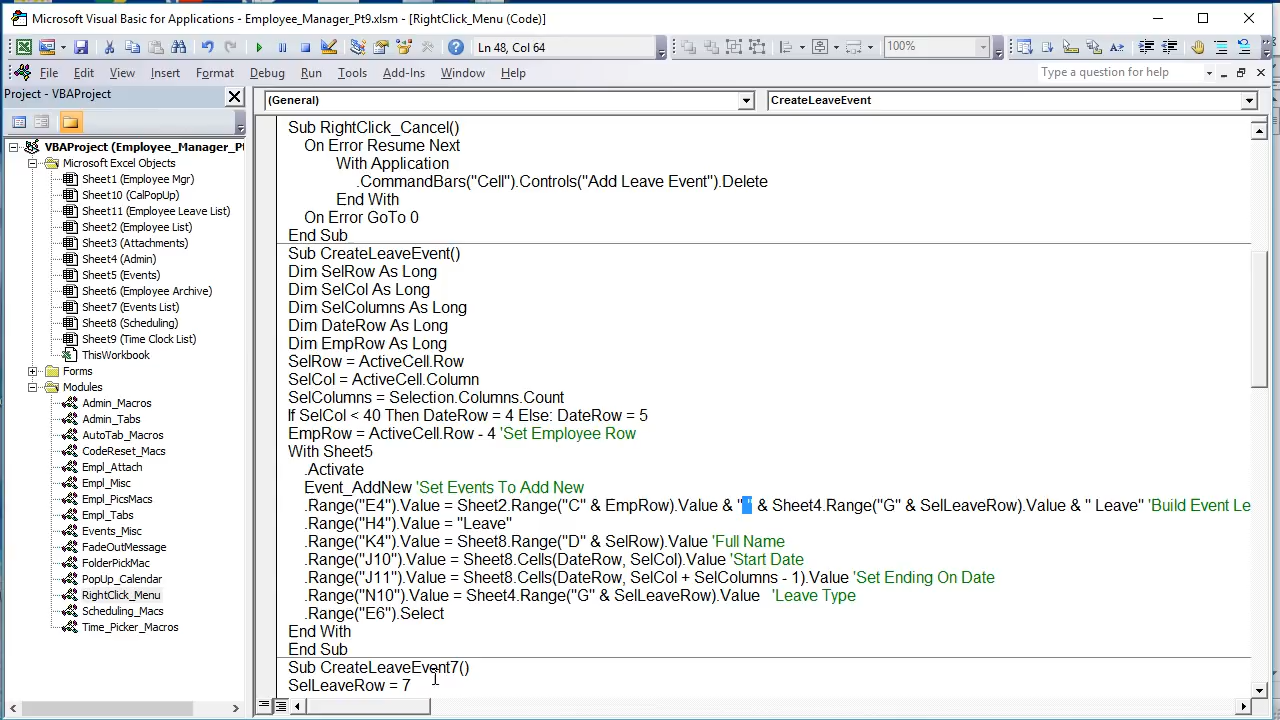 Microsoft Visual Basic for Applications - Employee_Manager_Pt9.xlsm - [RightClick_Menu (Code)]
Ln 48, Col 64
100%
File Edit View Insert Format Debug Run Tools Add-Ins Window Help
Type a question for help
Project - VBAProject
(General)
CreateLeaveEvent
VBAProject (Employee_Manager_Pt
Microsoft Excel Objects
Sheet1 (Employee Mgr)
Sheet10 (CalPopUp)
Sheet11 (Employee Leave List)
Sheet2 (Employee List)
Sheet3 (Attachments)
Sheet4 (Admin)
Sheet5 (Events)
Sheet6 (Employee Archive)
Sheet7 (Events List)
Sheet8 (Scheduling)
Sheet9 (Time Clock List)
ThisWorkbook
Forms
Modules
Admin_Macros
Admin_Tabs
AutoTab_Macros
CodeReset_Macs
Empl_Attach
Empl_Misc
Empl_PicsMacs
Empl_Tabs
Events_Misc
FadeOutMessage
FolderPickMac
PopUp_Calendar
RightClick_Menu
Scheduling_Macs
Time_Picker_Macros
Sub RightClick_Cancel()
On Error Resume Next
With Application
.CommandBars("Cell").Controls("Add Leave Event").Delete
End With
On Error GoTo 0
End Sub
Sub CreateLeaveEvent()
Dim SelRow As Long
Dim SelCol As Long
Dim SelColumns As Long
Dim DateRow As Long
Dim EmpRow As Long
SelRow = ActiveCell.Row
SelCol = ActiveCell.Column
SelColumns = Selection.Columns.Count
If SelCol < 40 Then DateRow = 4 Else: DateRow = 5
EmpRow = ActiveCell.Row - 4 'Set Employee Row
With Sheet5
.Activate
Event_AddNew 'Set Events To Add New
.Range("E4").Value = Sheet2.Range("C" & EmpRow).Value & " " & Sheet4.Range("G" & SelLeaveRow).Value & " Leave" 'Build Event Le
.Range("H4").Value = "Leave"
.Range("K4").Value = Sheet8.Range("D" & SelRow).Value 'Full Name
.Range("J10").Value = Sheet8.Cells(DateRow, SelCol).Value 'Start Date
.Range("J11").Value = Sheet8.Cells(DateRow, SelCol + SelColumns - 1).Value 'Set Ending On Date
.Range("N10").Value = Sheet4.Range("G" & SelLeaveRow).Value 'Leave Type
.Range("E6").Select
End With
End Sub
Sub CreateLeaveEvent7()
SelLeaveRow = 7